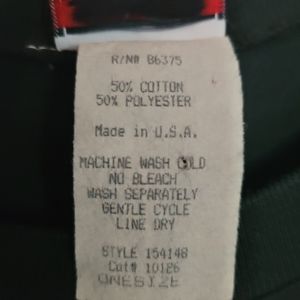 R/N# B6375
50% COTTON
50% POLYESTER
Made in U.S.A.
MACHINE WASH COLD
NO BLEACH
WASH SEPARATELY
GENTLE CYCLE
LINE DRY
STYLE 154148
Cut# 10126
ONESIZE